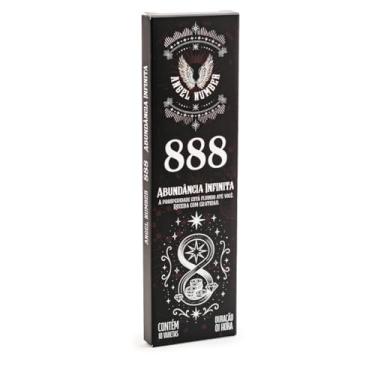 ANGEL NUMBER
888
ABUNDÂNCIA INFINITA
A PROSPERIDADE ESTÁ FLUINDO ATÉ VOCÊ.
RECEBA COM GRATIDÃO.
CONTÉM
10 VARETAS
DURAÇÃO
01 HORA
ANGEL NUMBER 888 ABUNDÂNCIA INFINITA